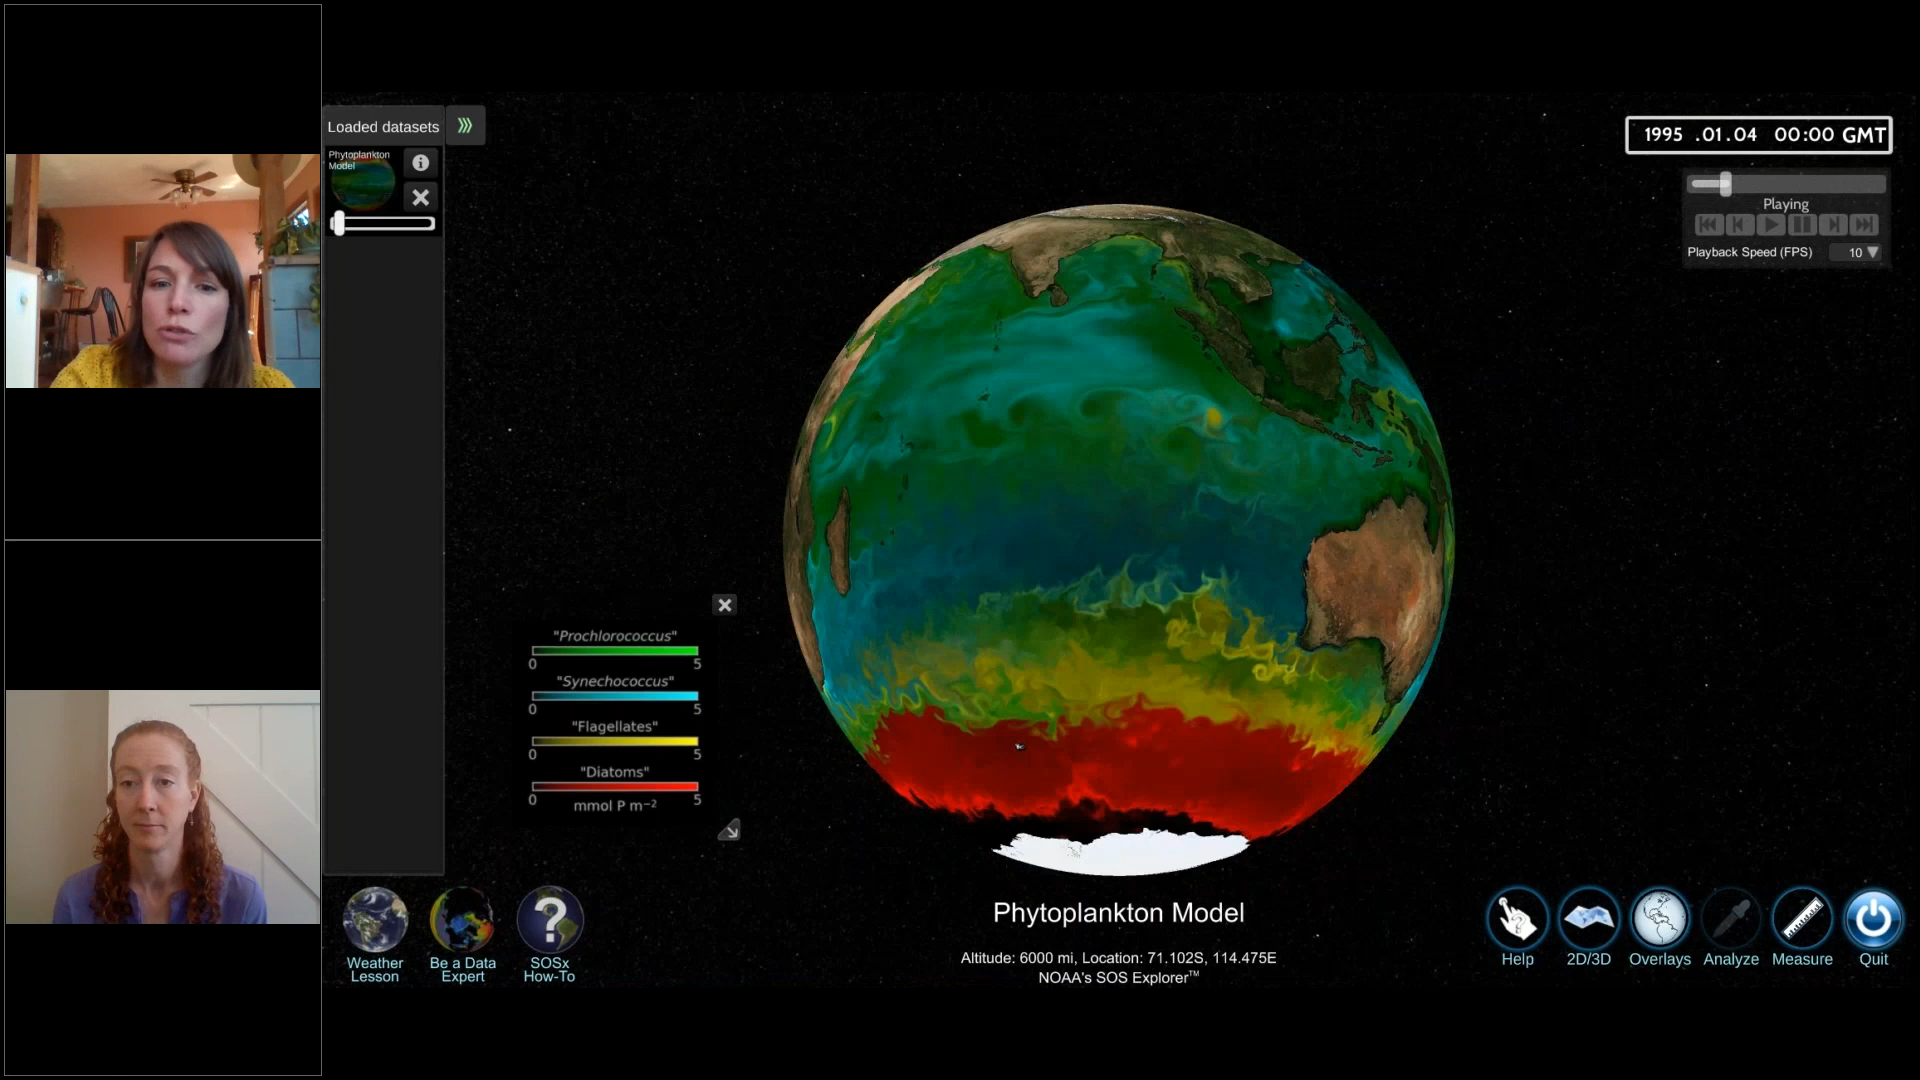 Loaded datasets
Phytoplankton
Model
1995 .01.04 00:00 GMT
Playing
Playback Speed (FPS) 10
"Prochlorococcus"
0 5
"Synechococcus"
0 5
"Flagellates"
0 5
"Diatoms"
0 5
mmol P m⁻²
Phytoplankton Model
Altitude: 6000 mi, Location: 71.102S, 114.475E
NOAA's SOS Explorer™
Weather
Lesson
Be a Data
Expert
SOSx
How-To
Help
2D/3D
Overlays
Analyze
Measure
Quit